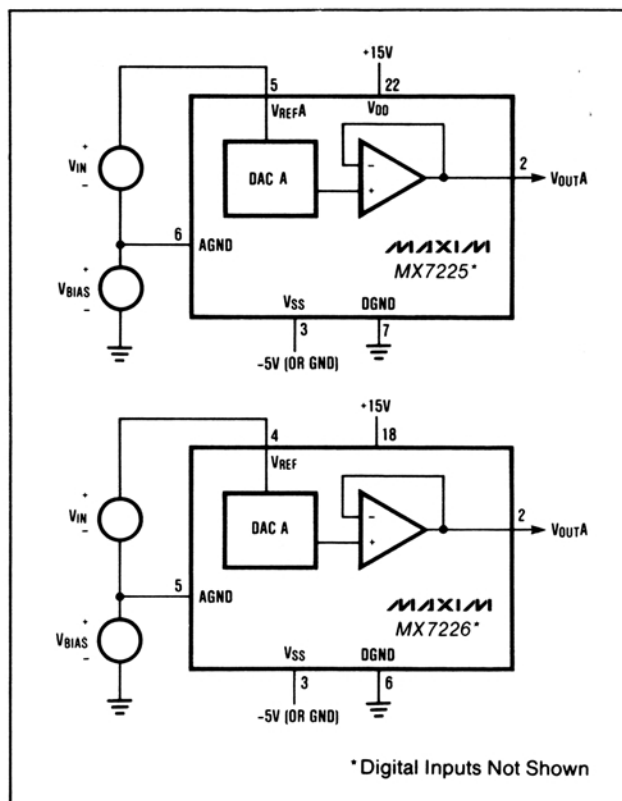 +15V
5
22
VREFA
VDD
VIN
+
−
DAC A
−
+
2
VOUTA
6
AGND
MAXIM
MX7225*
VBIAS
+
−
VSS
DGND
3
7
−5V (OR GND)
+15V
4
18
VREF
VIN
+
−
DAC A
−
+
2
VOUTA
5
AGND
MAXIM
MX7226*
VBIAS
+
−
VSS
DGND
3
6
−5V (OR GND)
*Digital Inputs Not Shown